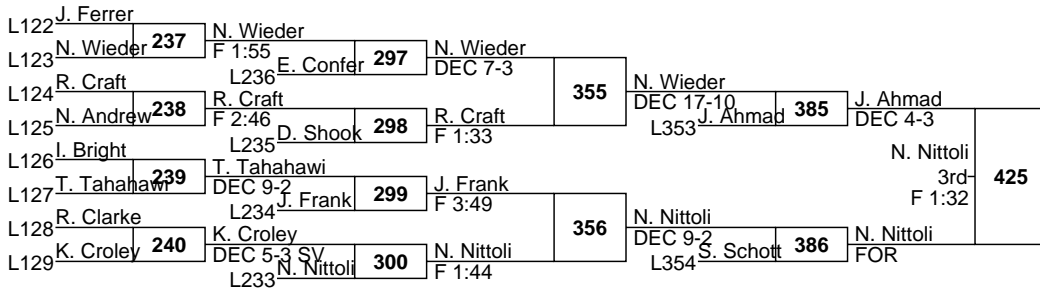 L122 J. Ferrer
237
L123 N. Wieder
N. Wieder
F 1:55
L236 E. Confer
297
N. Wieder
DEC 7-3
L124 R. Craft
238
L125 N. Andrew
R. Craft
F 2:46
L235 D. Shook
298
R. Craft
F 1:33
355
N. Wieder
DEC 17-10
L353 J. Ahmad
385
J. Ahmad
DEC 4-3
L126 I. Bright
239
L127 T. Tahahawi
T. Tahahawi
DEC 9-2
L234 J. Frank
299
J. Frank
F 3:49
L128 R. Clarke
240
L129 K. Croley
K. Croley
DEC 5-3 SV
L233 N. Nittoli
300
N. Nittoli
F 1:44
356
N. Nittoli
DEC 9-2
L354 S. Schott
386
N. Nittoli
FOR
N. Nittoli
3rd
F 1:32
425